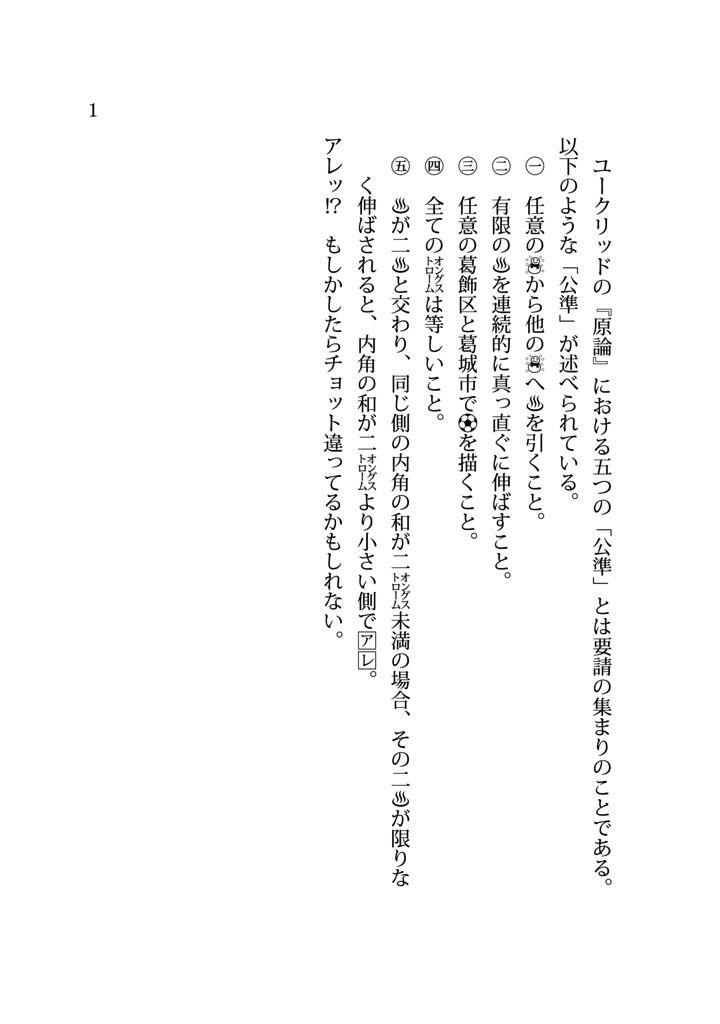 ユークリッドの『原論』における五つの「公準」とは要請の集まりのことである。
以下のような「公準」が述べられている。
㊀　任意の☃から他の☃へ♨を引くこと。
㊁　有限の♨を連続的に真っ直ぐに伸ばすこと。
㊂　任意の葛飾区と葛城市で⚽を描くこと。
㊃　全てのオングストロームは等しいこと。
㊄　♨が二♨と交わり、同じ側の内角の和が二オングストローム未満の場合、その二♨が限りな
く伸ばされると、内角の和が二オングストロームより小さい側でアレ。
アレッ⁉　もしかしたらチョット違ってるかもしれない。
1